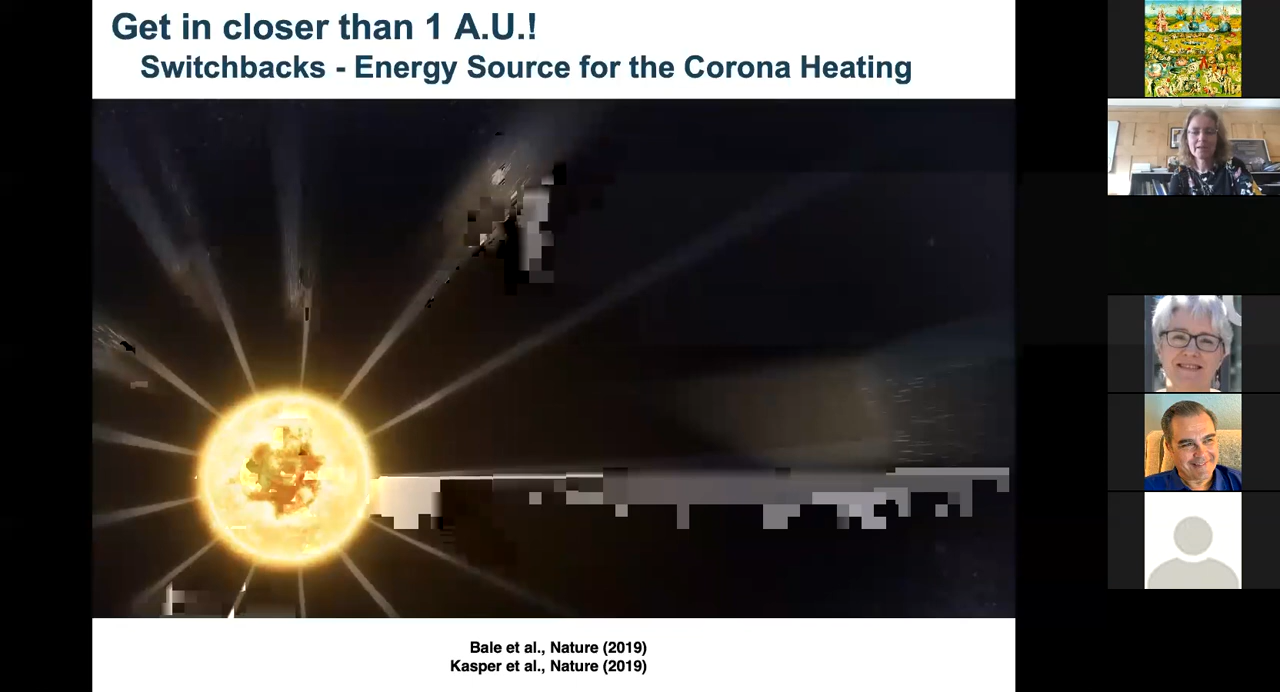 Get in closer than 1 A.U.!
Switchbacks - Energy Source for the Corona Heating
Bale et al., Nature (2019)
Kasper et al., Nature (2019)